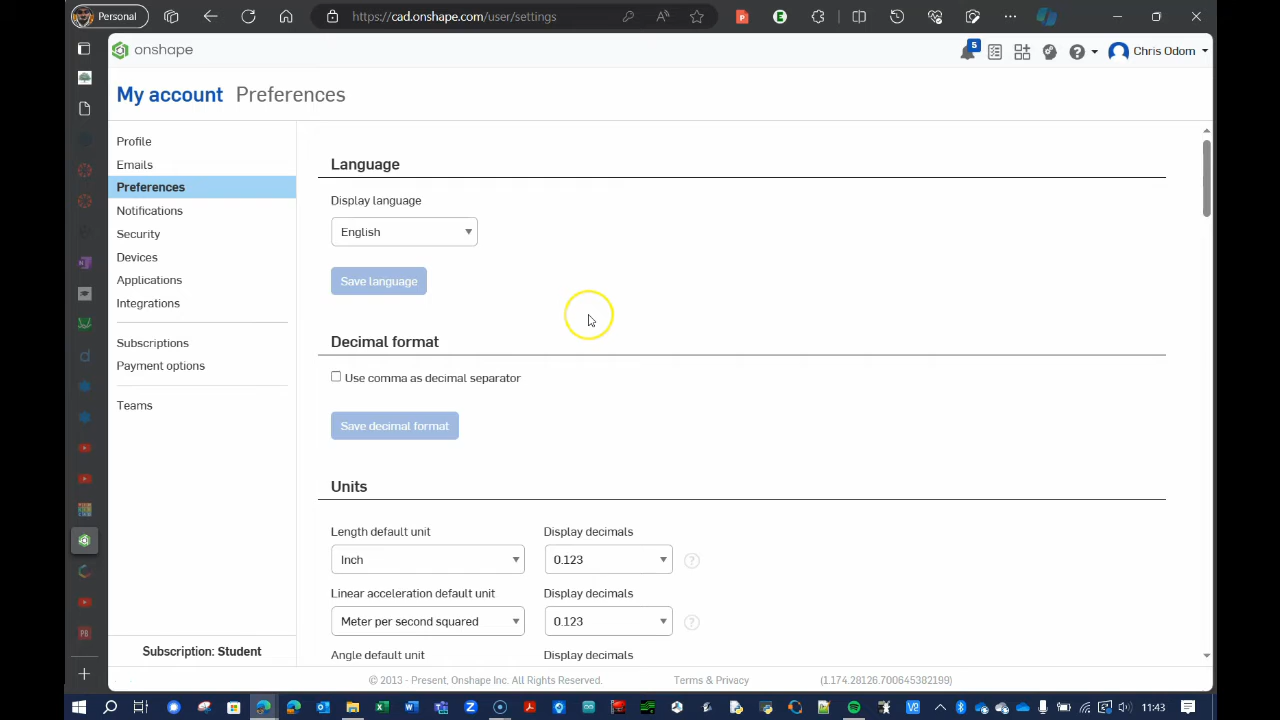 Personal
https://cad.onshape.com/user/settings
onshape
5
Chris Odom
My account Preferences
Profile
Emails
Preferences
Notifications
Security
Devices
Applications
Integrations
Subscriptions
Payment options
Teams
Subscription: Student
Language
Display language
English
Save language
Decimal format
Use comma as decimal separator
Save decimal format
Units
Length default unit Display decimals
Inch 0.123
Linear acceleration default unit Display decimals
Meter per second squared 0.123
Angle default unit Display decimals
© 2013 - Present, Onshape Inc. All Rights Reserved. Terms & Privacy (1.174.28126.700645382199)
11:43